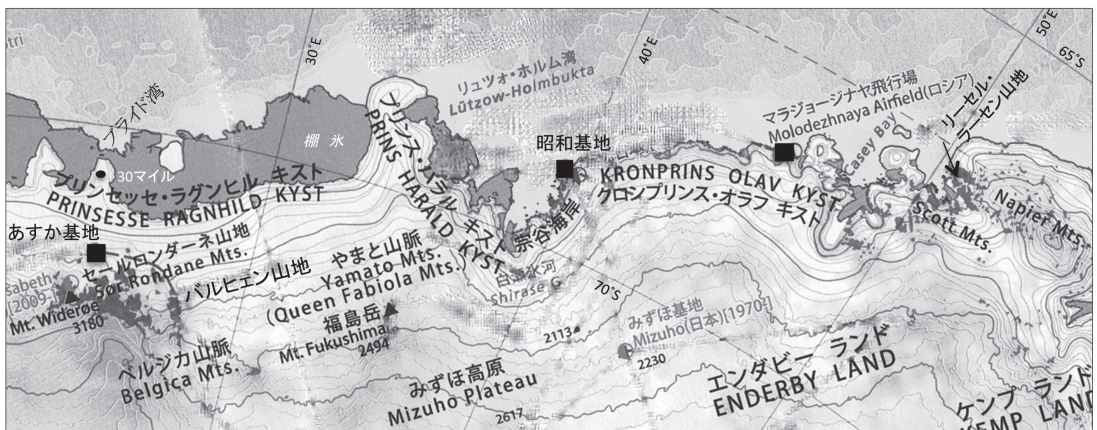 30°E
40°E
50°E
65°S
リュツォ・ホルム湾
Lützow-Holmbukta
マラジョージナヤ飛行場
Molodezhnaya Airfield(ロシア)
リーセル・
ラーセン山地
ブライド湾
棚 氷
昭和基地
Casey Bay
30マイル
プリンセッセ・ラグンヒル キスト
PRINSESSE RAGNHILD KYST
プリンス・ハラル キスト
PRINS HARALD KYST
KRONPRINS OLAV KYST
クロンプリンス・オラフ キスト
宗谷海岸
Scott Mts.
Napier Mts.
あすか基地
セールロンダーネ山地
Sør Rondane Mts.
バルヒェン山地
やまと山脈
Yamato Mts.
(Queen Fabiola Mts.)
白瀬氷河
Shirase G.
70°S
sabeth
[2009-]
Mt. Widerøe
3180
福島岳
Mt. Fukushima
2494
2113
みずほ基地
Mizuho(日本)[1970-]
2230
ベルジカ山脈
Belgica Mts.
みずほ高原
Mizuho Plateau
2617
エンダビー ランド
ENDERBY LAND
ケンプ ランド
KEMP LAND